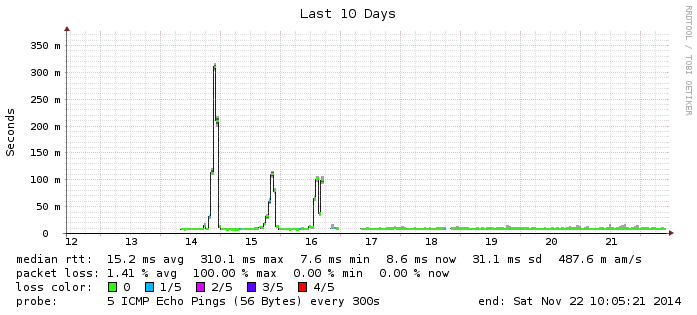 Last 10 Days
RRDTOOL / TOBI OETIKER
Seconds
350 m
300 m
250 m
200 m
150 m
100 m
50 m
0
12 13 14 15 16 17 18 19 20 21
median rtt: 15.2 ms avg 310.1 ms max 7.6 ms min 8.6 ms now 31.1 ms sd 487.6 m am/s
packet loss: 1.41 % avg 100.00 % max 0.00 % min 0.00 % now
loss color: 0 1/5 2/5 3/5 4/5
probe: 5 ICMP Echo Pings (56 Bytes) every 300s end: Sat Nov 22 10:05:21 2014